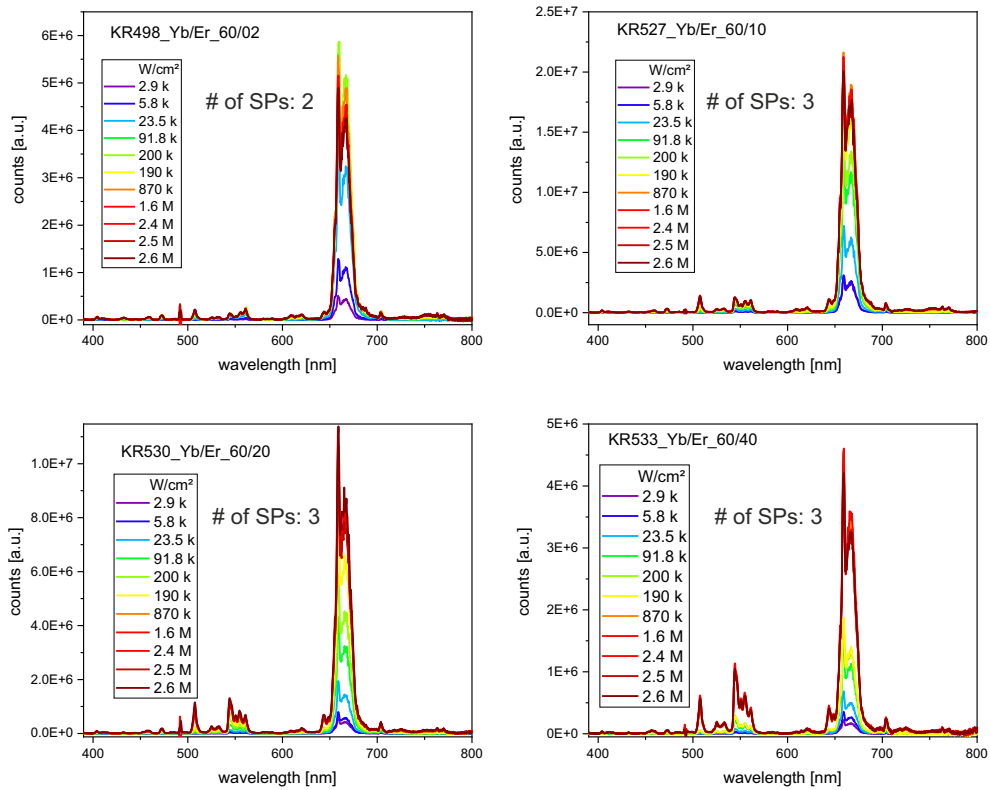 KR498_Yb/Er_60/02
W/cm²
2.9 k
5.8 k
23.5 k
91.8 k
200 k
190 k
870 k
1.6 M
2.4 M
2.5 M
2.6 M
# of SPs: 2
counts [a.u.]
6E+6
5E+6
4E+6
3E+6
2E+6
1E+6
0E+0
400 500 600 700 800
wavelength [nm]
KR527_Yb/Er_60/10
W/cm²
2.9 k
5.8 k
23.5 k
91.8 k
200 k
190 k
870 k
1.6 M
2.4 M
2.5 M
2.6 M
# of SPs: 3
counts [a.u.]
2.5E+7
2.0E+7
1.5E+7
1.0E+7
5.0E+6
0.0E+0
400 500 600 700 800
wavelength [nm]
KR530_Yb/Er_60/20
W/cm²
2.9 k
5.8 k
23.5 k
91.8 k
200 k
190 k
870 k
1.6 M
2.4 M
2.5 M
2.6 M
# of SPs: 3
counts [a.u.]
1.0E+7
8.0E+6
6.0E+6
4.0E+6
2.0E+6
0.0E+0
400 500 600 700 800
wavelength [nm]
KR533_Yb/Er_60/40
W/cm²
2.9 k
5.8 k
23.5 k
91.8 k
200 k
190 k
870 k
1.6 M
2.4 M
2.5 M
2.6 M
# of SPs: 3
counts [a.u.]
5E+6
4E+6
3E+6
2E+6
1E+6
0E+0
400 500 600 700 800
wavelength [nm]